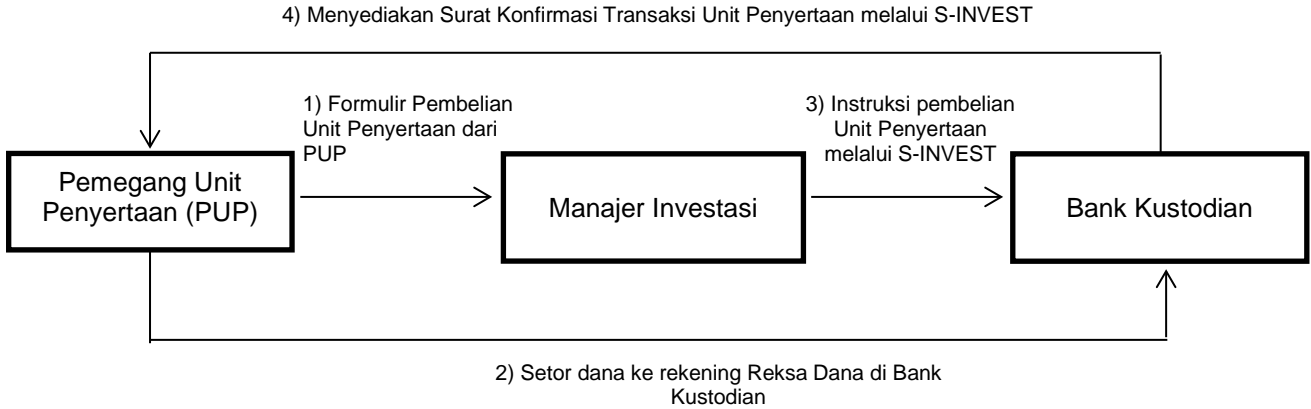 4) Menyediakan Surat Konfirmasi Transaksi Unit Penyertaan melalui S-INVEST
1) Formulir Pembelian
Unit Penyertaan dari
PUP
3) Instruksi pembelian
Unit Penyertaan
melalui S-INVEST
Pemegang Unit
Penyertaan (PUP)
Manajer Investasi
Bank Kustodian
2) Setor dana ke rekening Reksa Dana di Bank
Kustodian